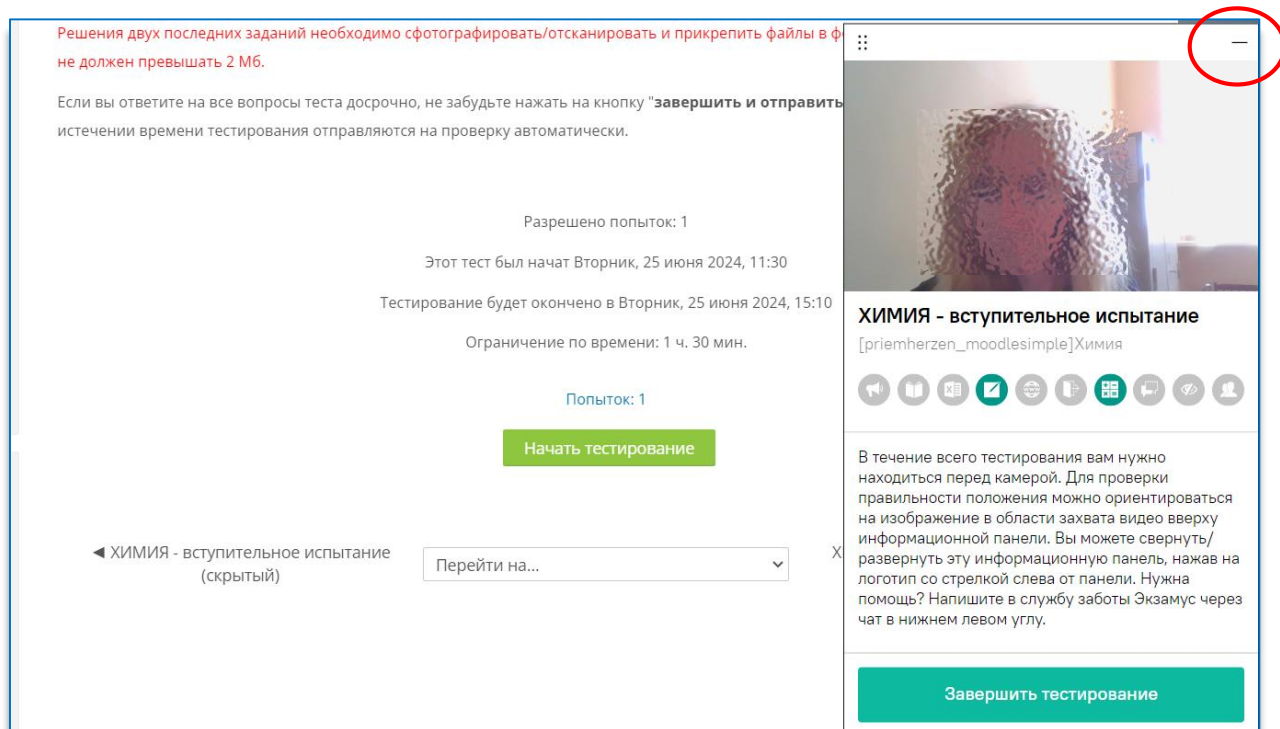 Решения двух последних заданий необходимо сфотографировать/отсканировать и прикрепить файлы в
не должен превышать 2 Мб.
Если вы ответите на все вопросы теста досрочно, не забудьте нажать на кнопку "завершить и отправить
истечении времени тестирования отправляются на проверку автоматически.
Разрешено попыток: 1
Этот тест был начат Вторник, 25 июня 2024, 11:30
Тестирование будет окончено в Вторник, 25 июня 2024, 15:10
Ограничение по времени: 1 ч. 30 мин.
Попыток: 1
Начать тестирование
◄ ХИМИЯ - вступительное испытание
(скрытый)
Перейти на...
Х
ХИМИЯ - вступительное испытание
[priemherzen_moodlesimple]Химия
В течение всего тестирования вам нужно
находиться перед камерой. Для проверки
правильности положения можно ориентироваться
на изображение в области захвата видео вверху
информационной панели. Вы можете свернуть/
развернуть эту информационную панель, нажав на
логотип со стрелкой слева от панели. Нужна
помощь? Напишите в службу заботы Экзамус через
чат в нижнем левом углу.
Завершить тестирование